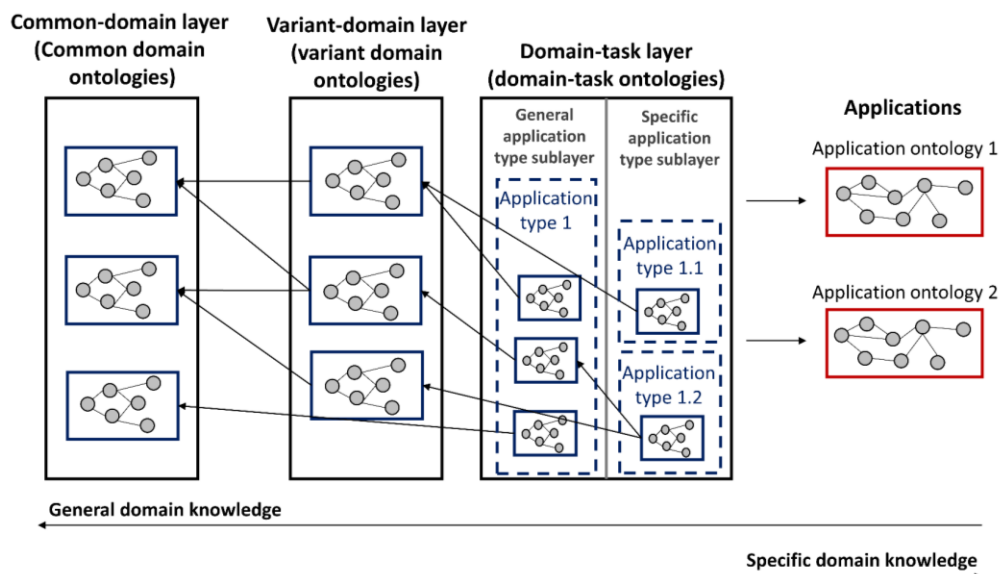 Common-domain layer
(Common domain
ontologies)
Variant-domain layer
(variant domain
ontologies)
Domain-task layer
(domain-task ontologies)
General
application
type sublayer
Specific
application
type sublayer
Application
type 1
Application
type 1.1
Application
type 1.2
Applications
Application ontology 1
Application ontology 2
General domain knowledge
Specific domain knowledge